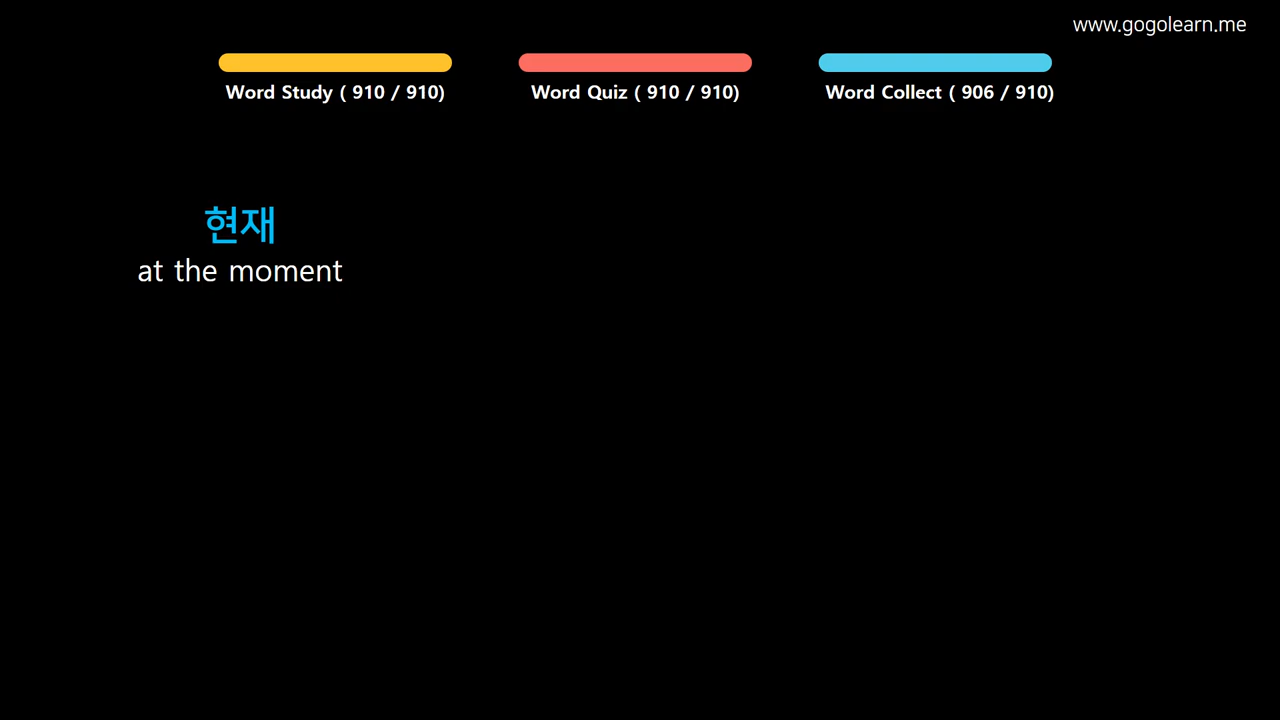 www.gogolearn.me
Word Study ( 910 / 910)
Word Quiz ( 910 / 910)
Word Collect ( 906 / 910)
현재
at the moment